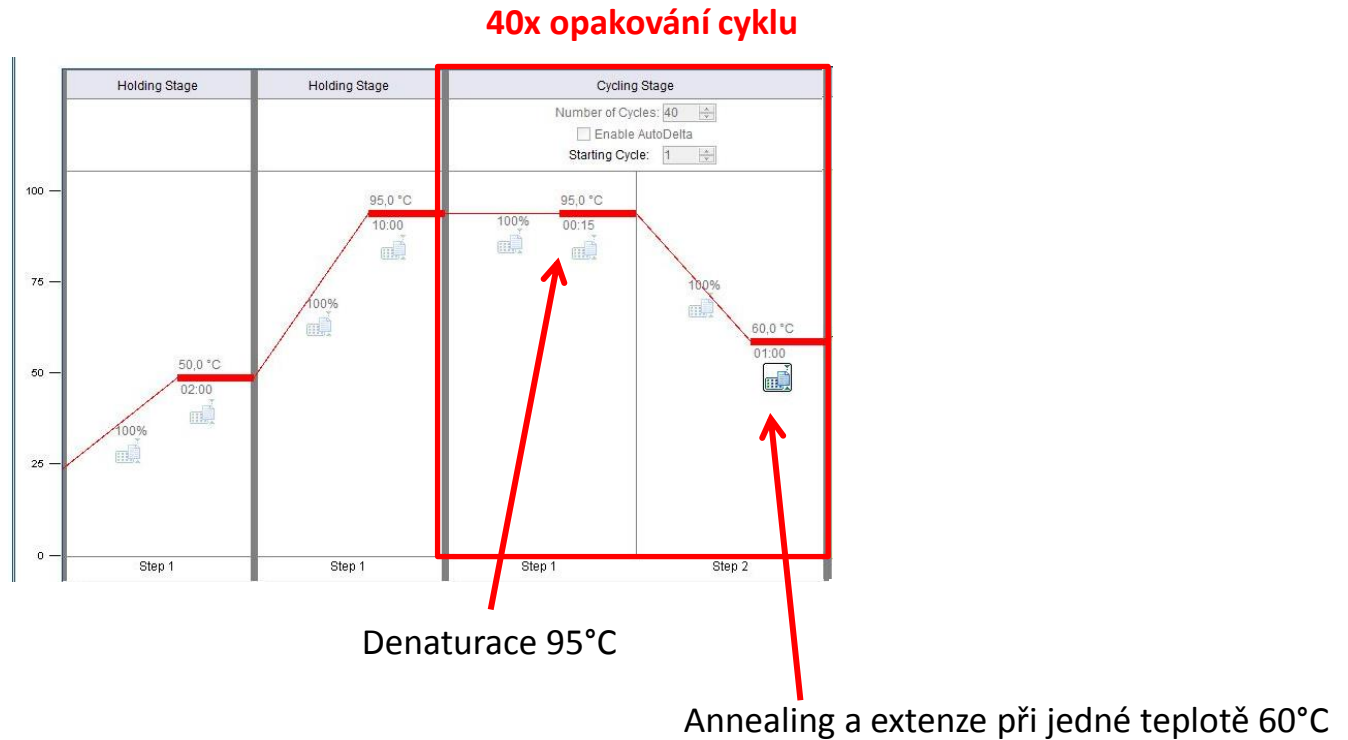 40x opakování cyklu
Holding Stage
Holding Stage
Cycling Stage
Number of Cycles: 40
Enable AutoDelta
Starting Cycle: 1
100
75
50
25
0
100%
50,0 °C
02:00
100%
95,0 °C
10:00
100%
95,0 °C
00:15
100%
60,0 °C
01:00
Step 1
Step 1
Step 1
Step 2
Denaturace 95°C
Annealing a extenze při jedné teplotě 60°C